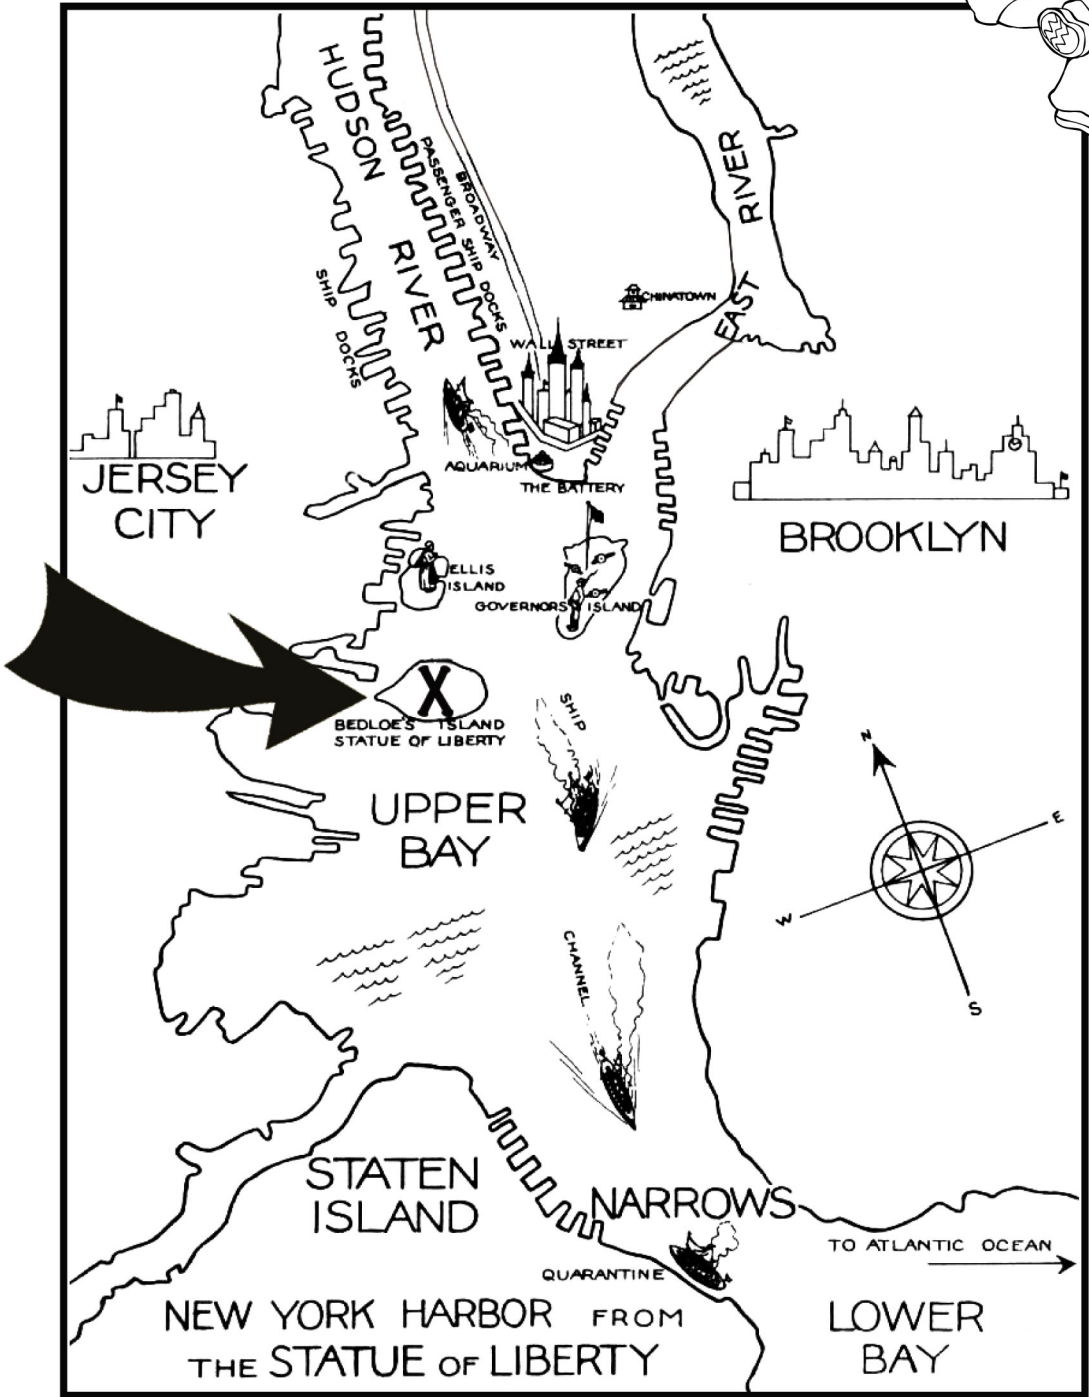 HUDSON
RIVER
PASSENGER SHIP DOCKS
BROADWAY
SHIP DOCKS
EAST RIVER
CHINATOWN
WALL STREET
AQUARIUM
THE BATTERY
JERSEY
CITY
BROOKLYN
ELLIS
ISLAND
GOVERNORS ISLAND
X
BEDLOE'S ISLAND
STATUE OF LIBERTY
SHIP
CHANNEL
UPPER
BAY
N
E
W
S
STATEN
ISLAND
NARROWS
QUARANTINE
TO ATLANTIC OCEAN
LOWER
BAY
NEW YORK HARBOR FROM
THE STATUE OF LIBERTY